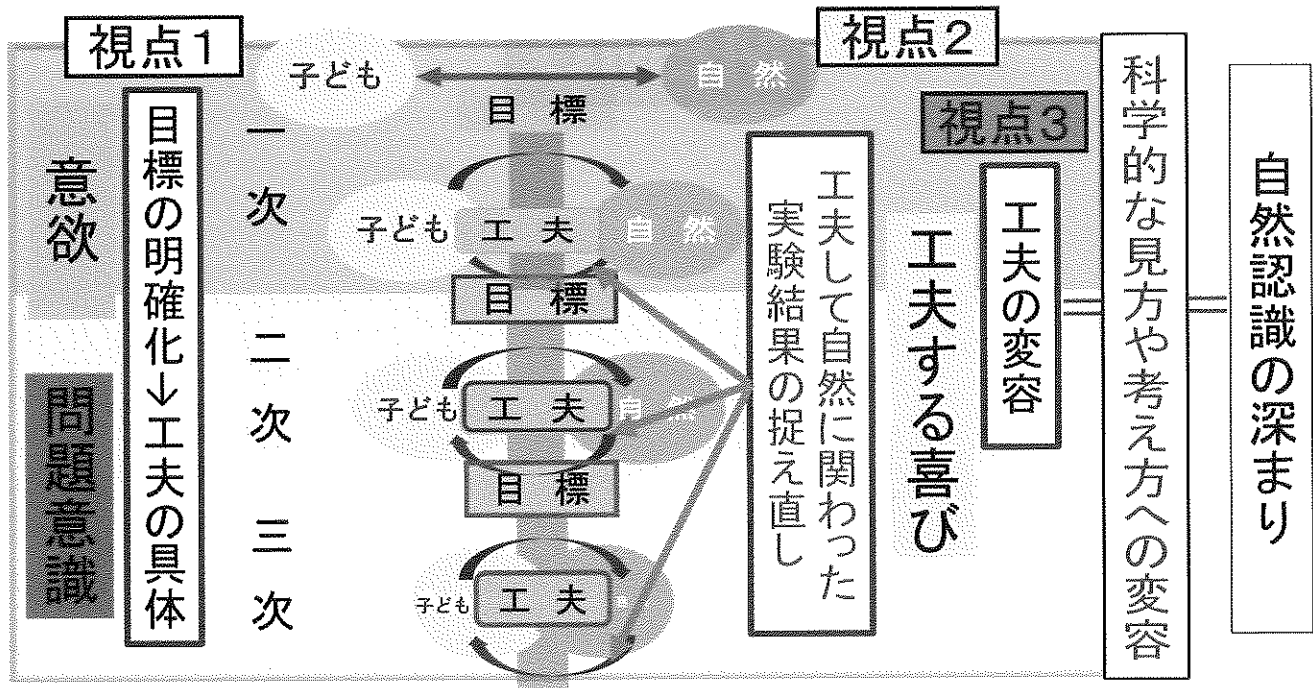 視点1
意欲
問題意識
目標の明確化→工夫の具体
一次
二次
三次
子ども
自然
目標
子ども
工夫
自然
目標
子ども
工夫
自然
目標
子ども
工夫
視点2
工夫して自然に関わった
実験結果の捉え直し
工夫する喜び
視点3
工夫の変容
科学的な見方や考え方への変容
自然認識の深まり